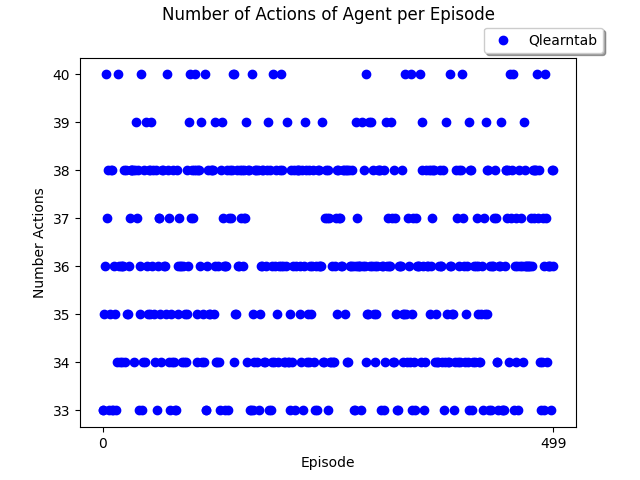 Number of Actions of Agent per Episode
Qlearntab
40
39
38
37
36
35
34
33
Number Actions
0
499
Episode